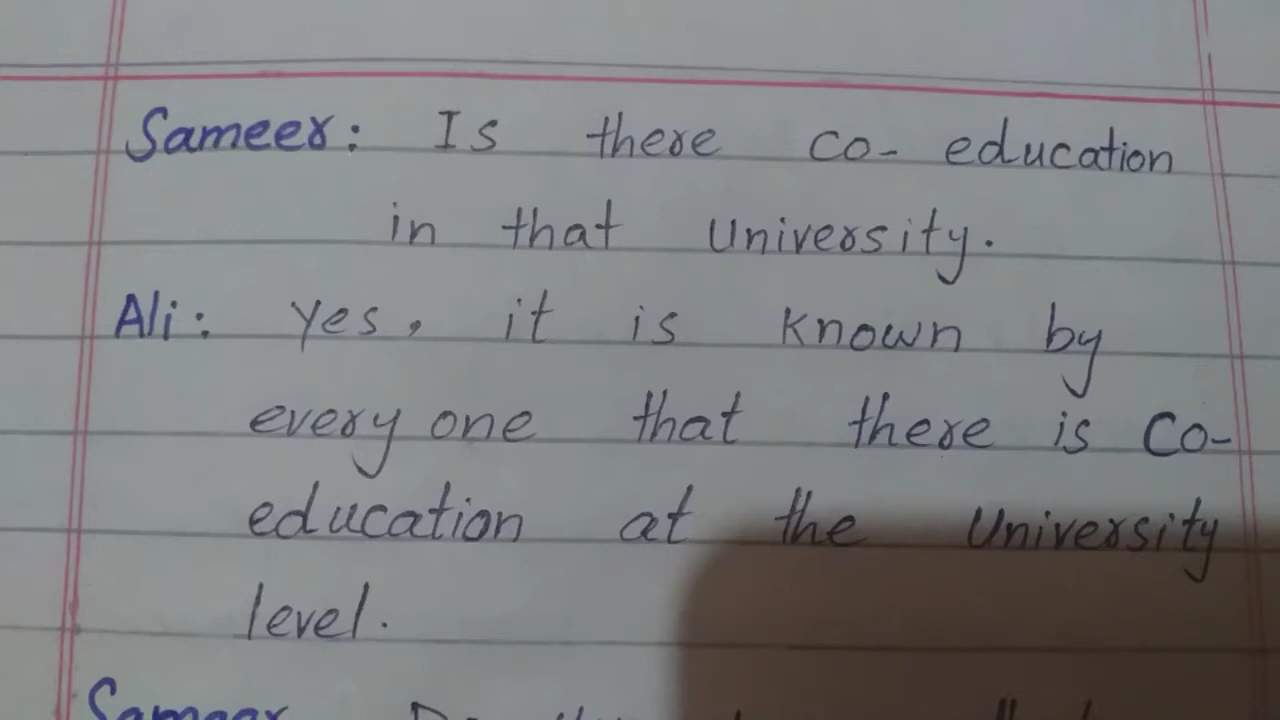 Sameer: Is there co- education
in that University.
Ali: Yes, it is known by
every one that there is co-
education at the University
level.
Sameer